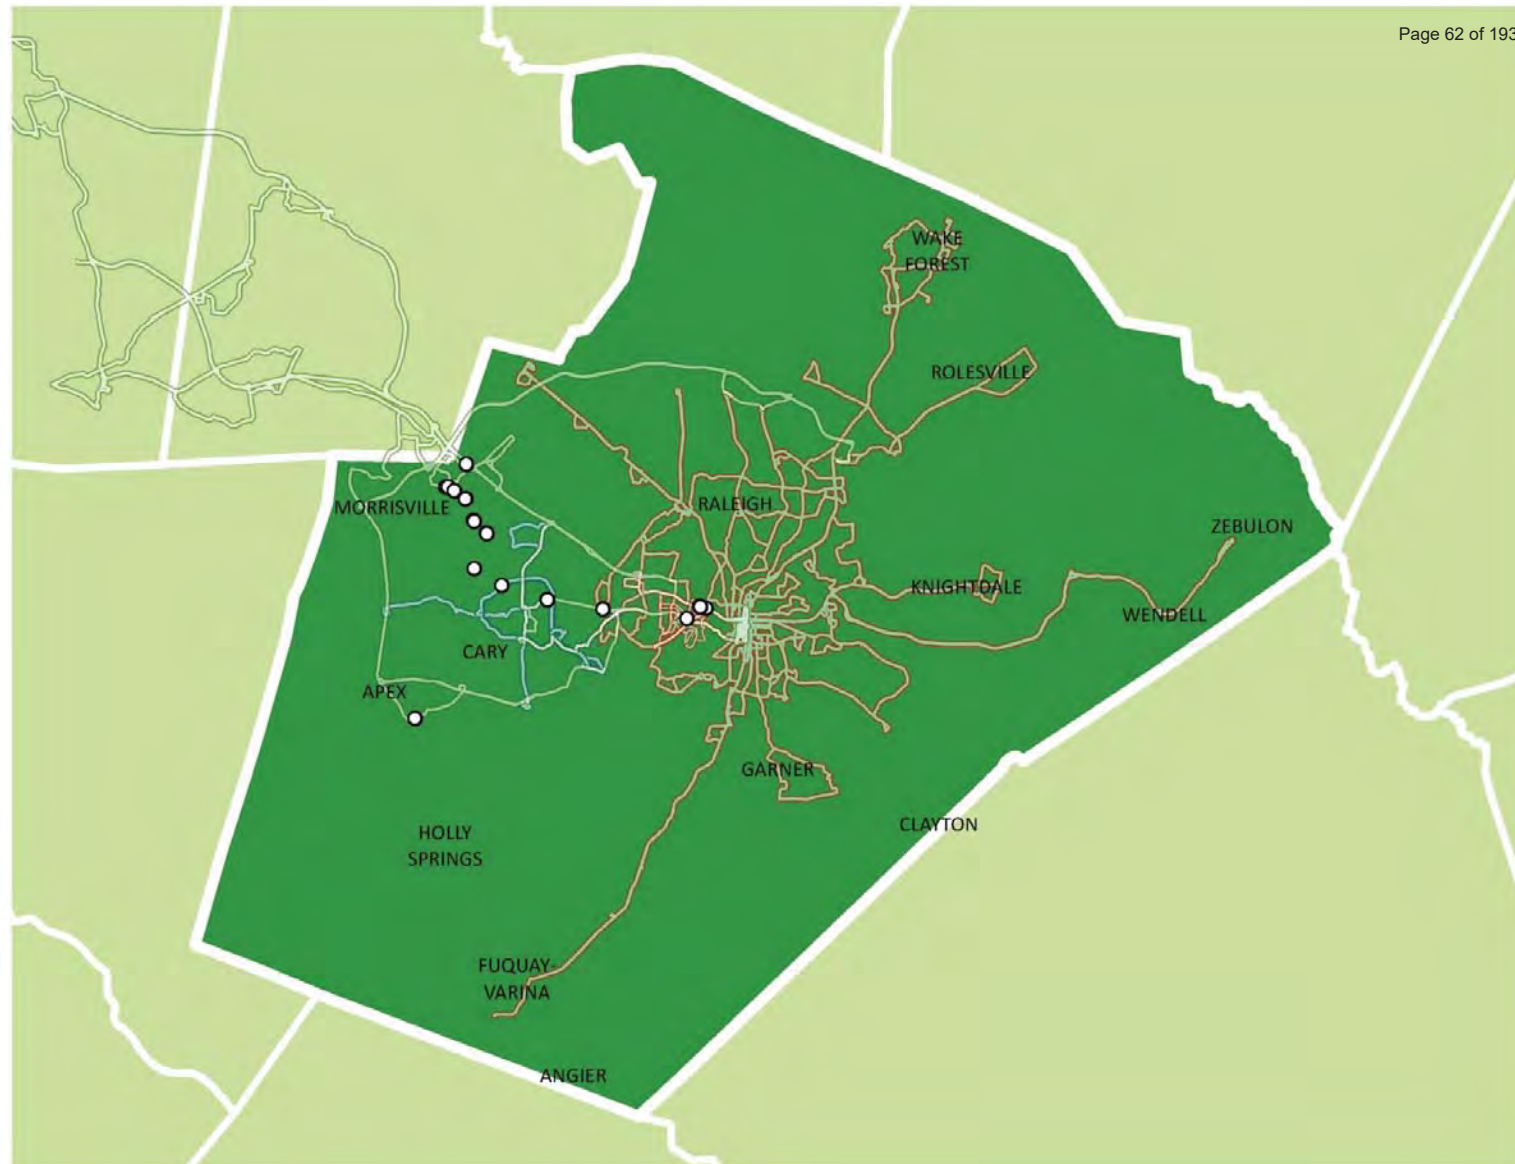 Page 62 of 193
WAKE
FOREST
ROLESVILLE
RALEIGH
MORRISVILLE
ZEBULON
KNIGHTDALE
WENDELL
CARY
APEX
GARNER
CLAYTON
HOLLY
SPRINGS
FUQUAY-
VARINA
ANGIER